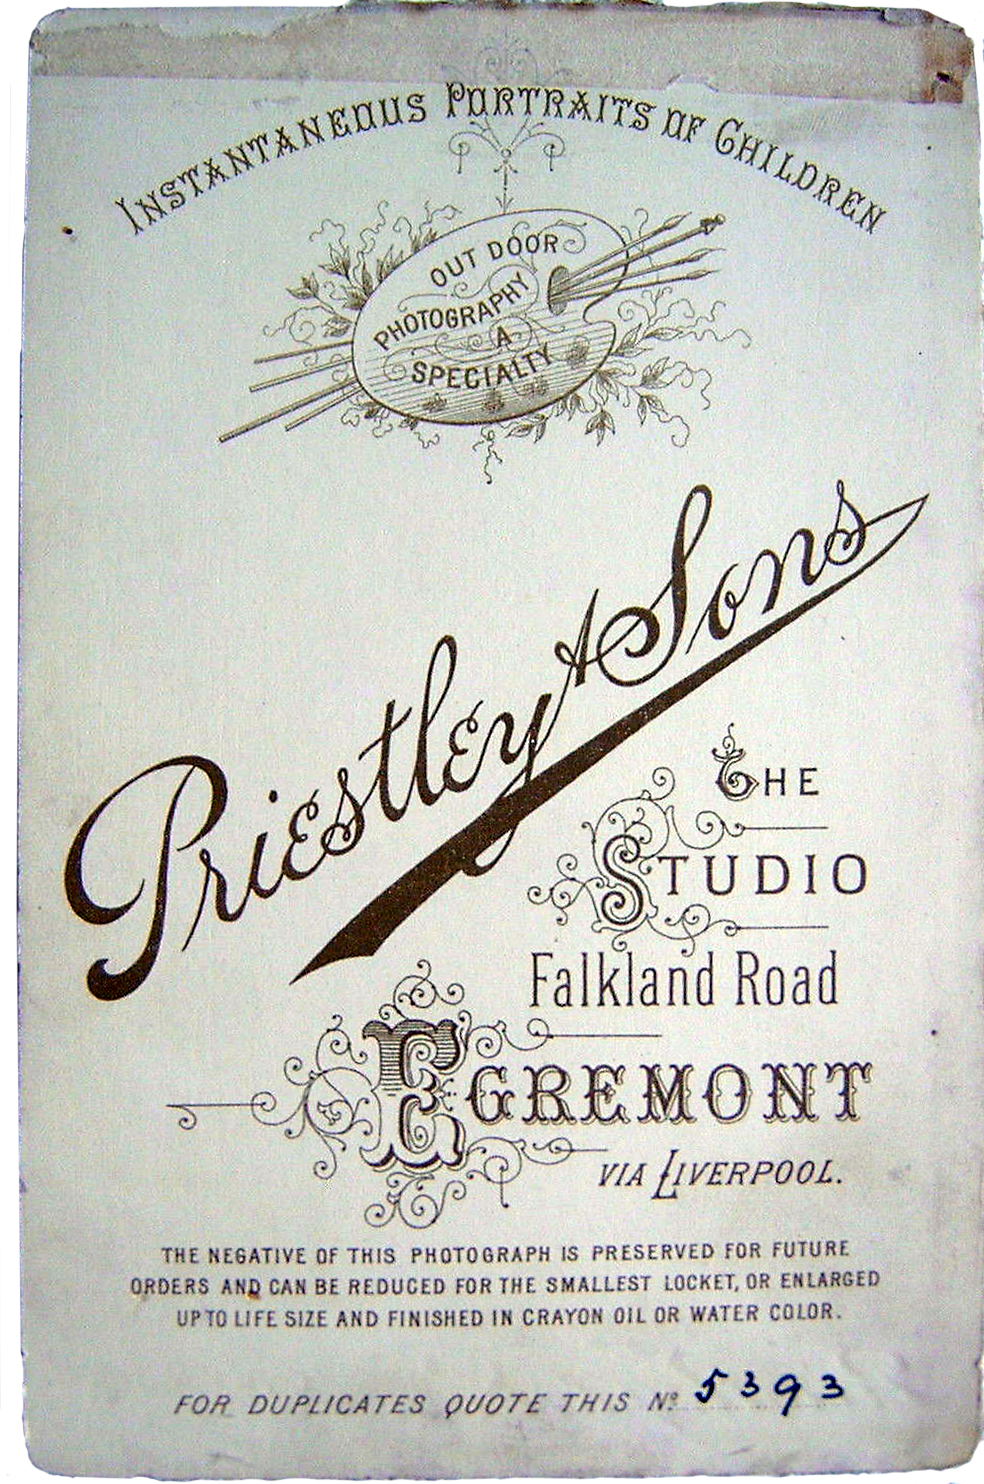 INSTANTANEOUS PORTRAITS OF CHILDREN
OUT DOOR
PHOTOGRAPHY
A
SPECIALTY
Priestley & Sons
THE
STUDIO
Falkland Road
EGREMONT
VIA LIVERPOOL.
THE NEGATIVE OF THIS PHOTOGRAPH IS PRESERVED FOR FUTURE
ORDERS AND CAN BE REDUCED FOR THE SMALLEST LOCKET, OR ENLARGED
UP TO LIFE SIZE AND FINISHED IN CRAYON OIL OR WATER COLOR.
FOR DUPLICATES QUOTE THIS Nº 5393